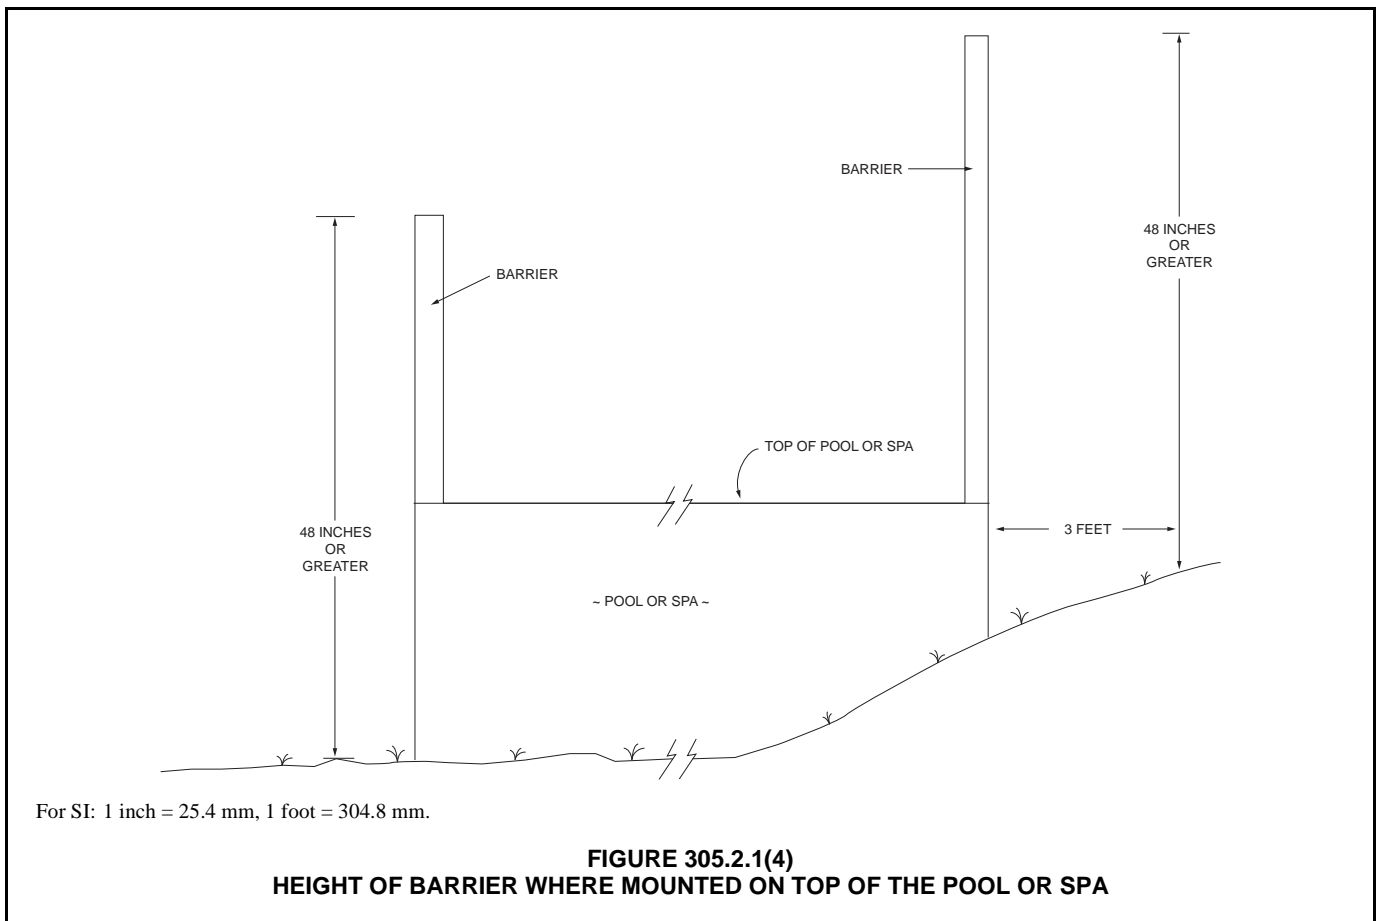 BARRIER
48 INCHES
OR
GREATER
BARRIER
TOP OF POOL OR SPA
48 INCHES
OR
GREATER
3 FEET
~ POOL OR SPA ~
For SI: 1 inch = 25.4 mm, 1 foot = 304.8 mm.
FIGURE 305.2.1(4)
HEIGHT OF BARRIER WHERE MOUNTED ON TOP OF THE POOL OR SPA